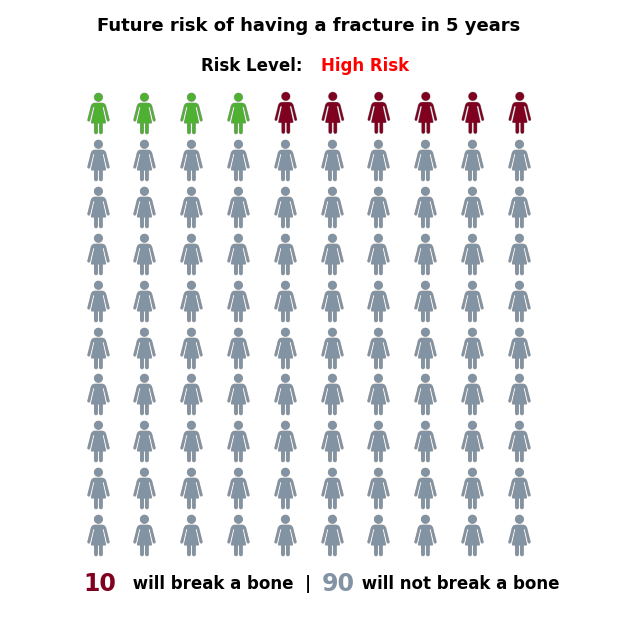 Future risk of having a fracture in 5 years
Risk Level: High Risk
10 will break a bone | 90 will not break a bone